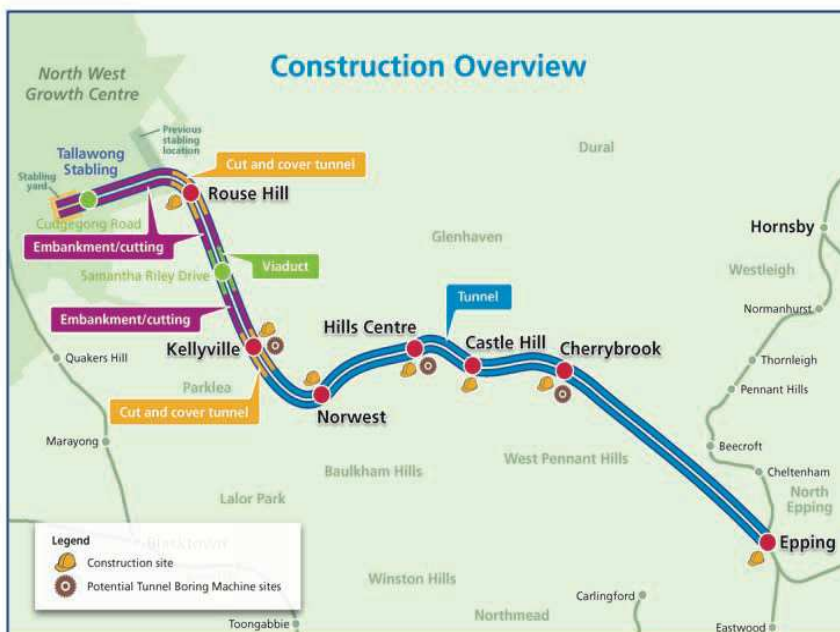 Construction Overview
North West
Growth Centre
Previous
stabling
location
Tallawong
Stabling
Stabling
yard
Cut and cover tunnel
Rouse Hill
Cudgegong Road
Embankment/cutting
Samantha Riley Drive
Viaduct
Embankment/cutting
Kellyville
Cut and cover tunnel
Norwest
Hills Centre
Tunnel
Castle Hill
Cherrybrook
Dural
Glenhaven
Hornsby
Westleigh
Normanhurst
Thornleigh
Pennant Hills
Beecroft
Cheltenham
North
Epping
Epping
Quakers Hill
Parklea
Marayong
Baulkham Hills
West Pennant Hills
Lalor Park
Blacktown
Winston Hills
Northmead
Carlingford
Toongabbie
Eastwood
Legend
Construction site
Potential Tunnel Boring Machine sites